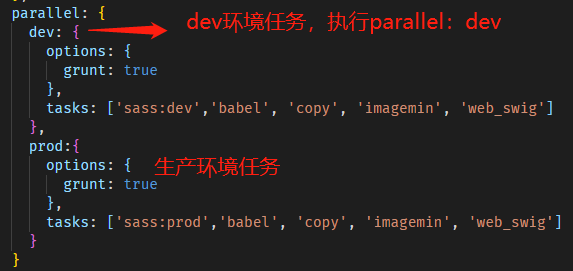 parallel: {
dev: {
dev环境任务，执行parallel：dev
options: {
grunt: true
},
tasks: ['sass:dev','babel', 'copy', 'imagemin', 'web_swig']
},
prod:{
options: {
生产环境任务
grunt: true
},
tasks: ['sass:prod','babel', 'copy', 'imagemin', 'web_swig']
}
}